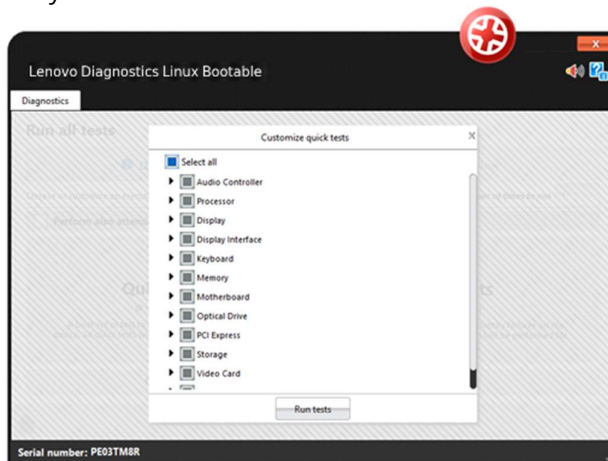 X
Lenovo Diagnostics Linux Bootable
Diagnostics
Run all tests
Customize quick tests
X
Select all
Audio Controller
Processor
Display
Display Interface
Keyboard
Memory
Motherboard
Optical Drive
PCI Express
Storage
Video Card
Run tests
Serial number: PE03TM8R